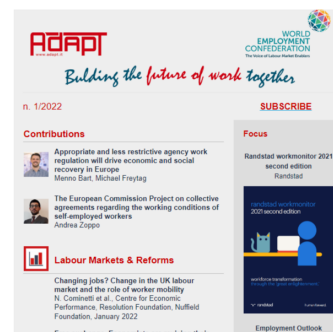 ADAPT
www.adapt.it
WORLD
EMPLOYMENT
CONFEDERATION
The Voice of Labour Market Enablers
Bulding the future of work together
n. 1/2022
SUBSCRIBE
Contributions
Appropriate and less restrictive agency work
regulation will drive economic and social
recovery in Europe
Menno Bart, Michael Freytag
The European Commission Project on collective
agreements regarding the working conditions of
self-employed workers
Andrea Zoppo
Labour Markets & Reforms
Changing jobs? Change in the UK labour
market and the role of worker mobility
N. Cominetti et al., Centre for Economic
Performance, Resolution Foundation, Nuffield
Foundation, January 2022
Focus
Randstad workmonitor 2021
second edition
Randstad
randstad workmonitor
2021 second edition
workforce transformation
through the great enlightenment
randstad
Employment Outlook